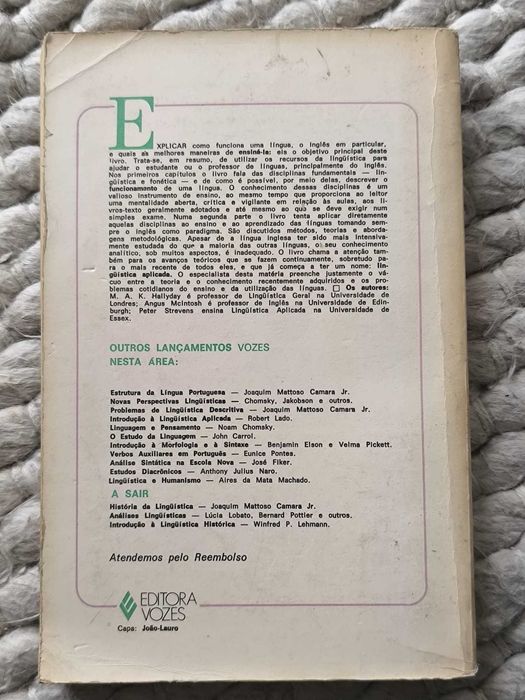 EXPLICAR como funciona uma língua, o inglês em particular,
e quais as melhores maneiras de ensiná-la: eis o objetivo principal deste
livro. Trata-se, em resumo, de utilizar os recursos da lingüística para
ajudar o estudante ou o professor de línguas, principalmente do inglês.
Nos primeiros capítulos o livro fala das disciplinas fundamentais — lin-
güística e fonética — e de como é possível, por meio delas, descrever o
funcionamento de uma língua. O conhecimento dessas disciplinas é um
valioso instrumento de ensino, ao mesmo tempo que proporciona ao leitor
uma mentalidade aberta, crítica e vigilante em relação às aulas, aos li-
vros-texto geralmente adotados e até mesmo ao que se deve exigir num
simples exame. Numa segunda parte o livro tenta aplicar diretamente
aquelas disciplinas ao ensino e ao aprendizado das línguas tomando sem-
pre o inglês como paradigma. São discutidos métodos, teorias e aborda-
gens metodológicas. Apesar de a língua inglesa ter sido mais intensiva-
mente estudada do que a maioria das outras línguas, o seu conhecimento
analítico, sob muitos aspectos, é inadequado. O livro chama a atenção tam-
bém para os avanços teóricos que se fazem continuamente, sobretudo pa-
ra o mais recente de todos eles, e que já começa a ter um nome: lin-
güística aplicada. O especialista desta matéria preenche justamente o vá-
cuo entre a teoria e o conhecimento recentemente adquiridos e os pro-
blemas cotidianos do ensino e da utilização das línguas. □ Os autores:
M. A. K. Hallyday é professor de Lingüística Geral na Universidade de
Londres; Angus McIntosh é professor de Inglês na Universidade de Edin-
burgh; Peter Strevens ensina Lingüística Aplicada na Universidade de
Essex.
OUTROS LANÇAMENTOS VOZES
NESTA ÁREA:
Estrutura da Língua Portuguesa — Joaquim Mattoso Camara Jr.
Novas Perspectivas Lingüísticas — Chomsky, Jakobson e outros.
Problemas de Lingüística Descritiva — Joaquim Mattoso Camara Jr.
Introdução à Lingüística Aplicada — Robert Lado.
Linguagem e Pensamento — Noam Chomsky.
O Estudo da Linguagem — John Carrol.
Introdução à Morfologia e à Sintaxe — Benjamin Elson e Velma Pickett.
Verbos Auxiliares em Português — Eunice Pontes.
Análise Sintática na Escola Nova — José Fiker.
Estudos Diacrônicos — Anthony Julius Naro.
Lingüística e Humanismo — Aires da Mata Machado.
A SAIR
História da Lingüística — Joaquim Mattoso Camara Jr.
Análises Lingüísticas — Lúcia Lobato, Bernard Pottier e outros.
Introdução à Lingüística Histórica — Winfred P. Lehmann.
Atendemos pelo Reembolso
EDITORA
VOZES
Capa: João-Lauro